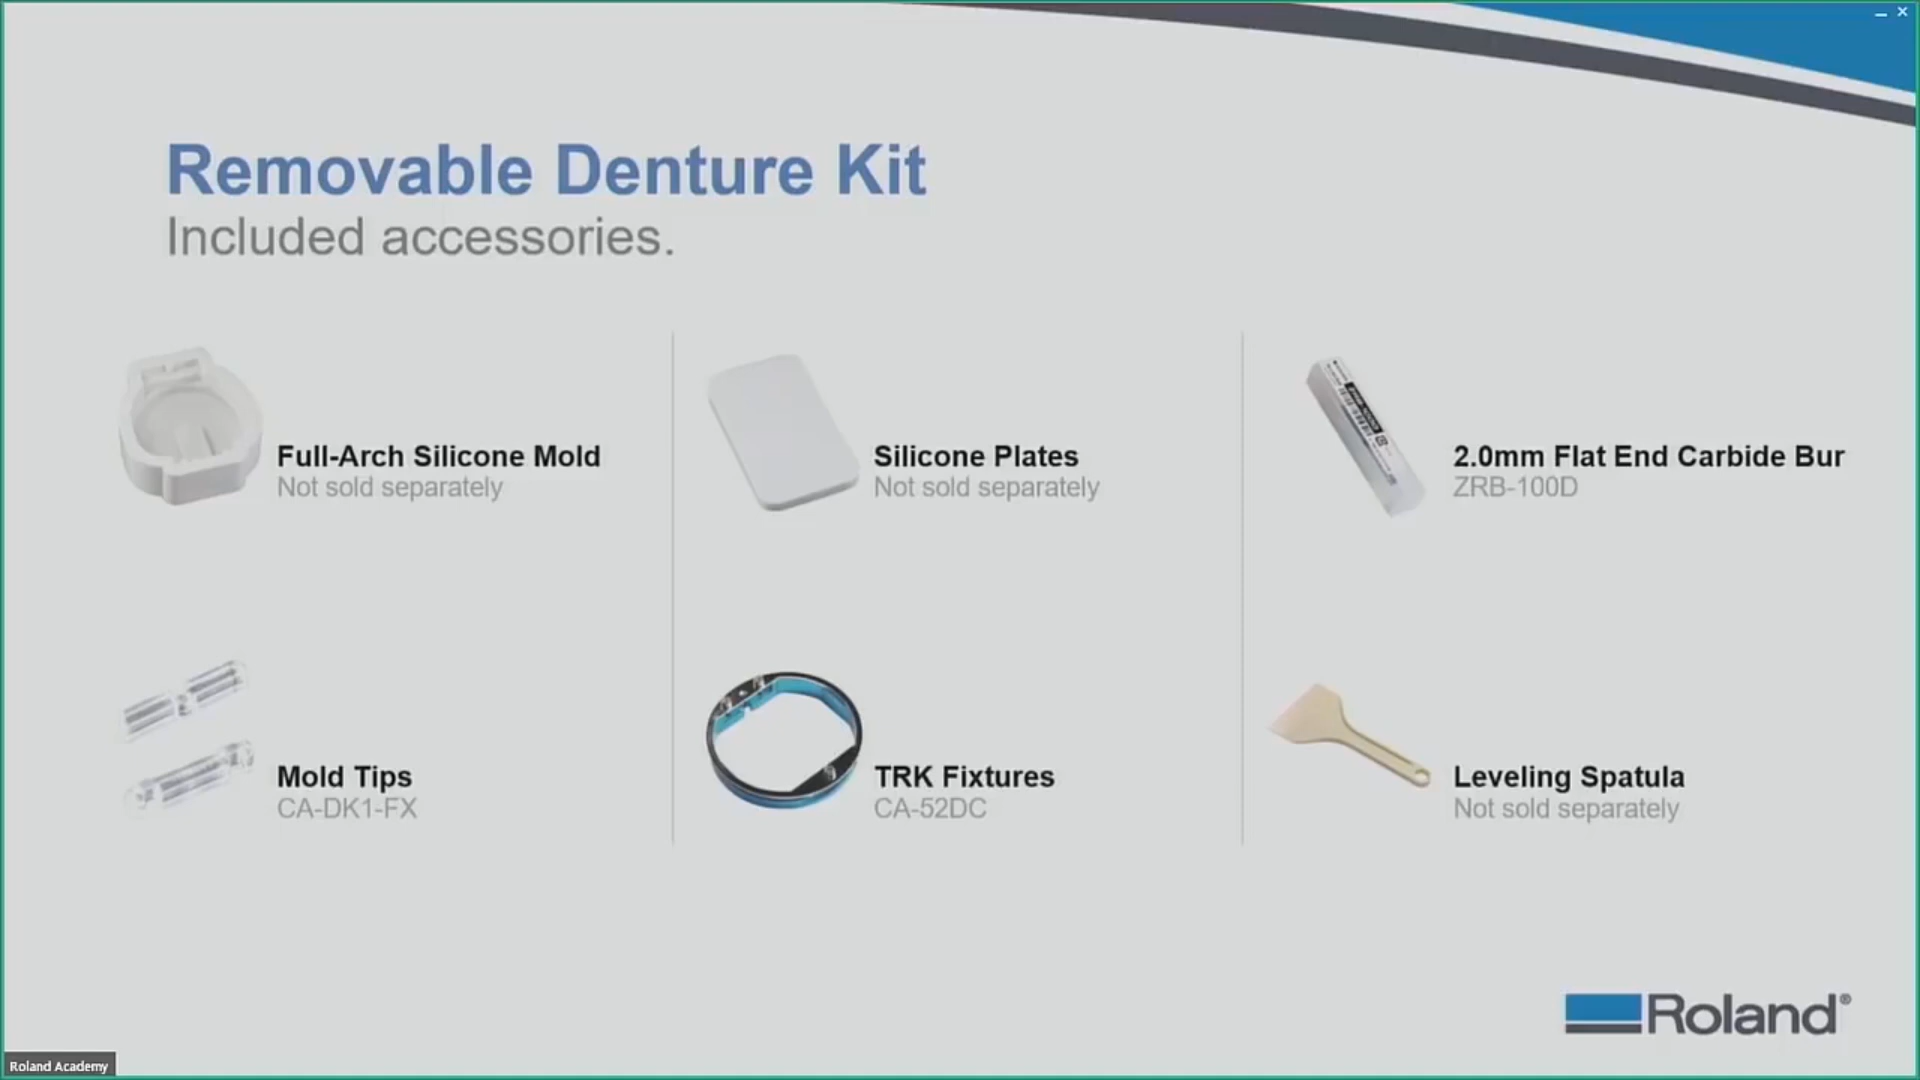 Removable Denture Kit
Included accessories.
Full-Arch Silicone Mold
Not sold separately
Silicone Plates
Not sold separately
2.0mm Flat End Carbide Bur
ZRB-100D
Mold Tips
CA-DK1-FX
TRK Fixtures
CA-52DC
Leveling Spatula
Not sold separately
Roland®
Roland Academy